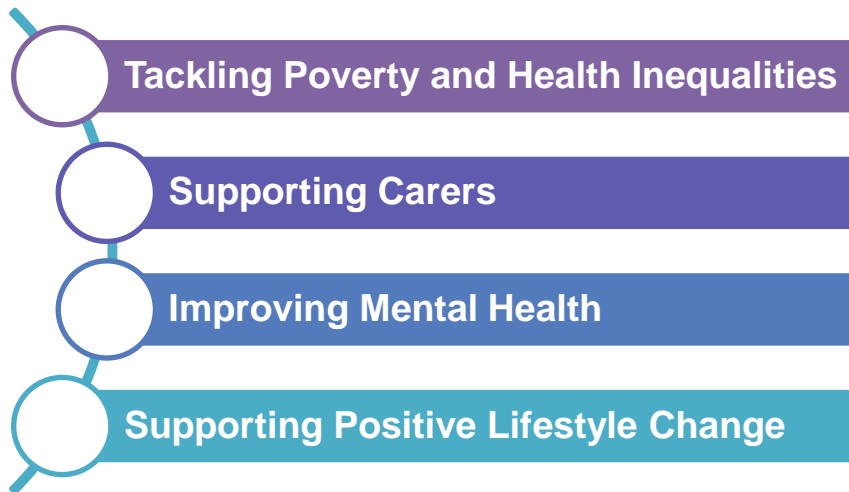 Tackling Poverty and Health Inequalities
Supporting Carers
Improving Mental Health
Supporting Positive Lifestyle Change